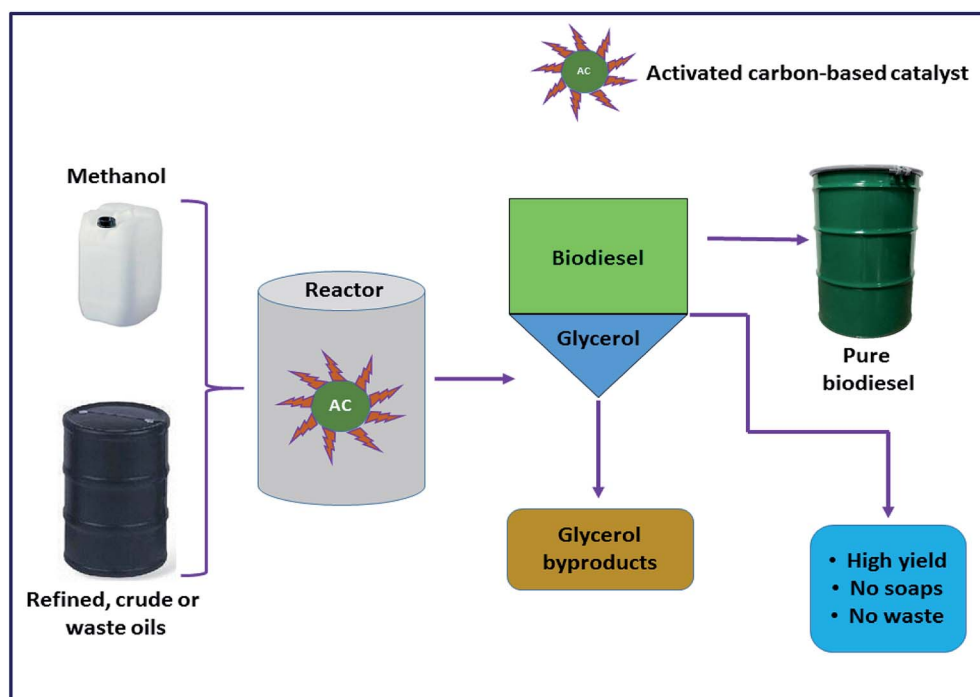 AC
Activated carbon-based catalyst
Methanol
Reactor
AC
Refined, crude or
waste oils
Biodiesel
Glycerol
Pure
biodiesel
Glycerol
byproducts
• High yield
• No soaps
• No waste